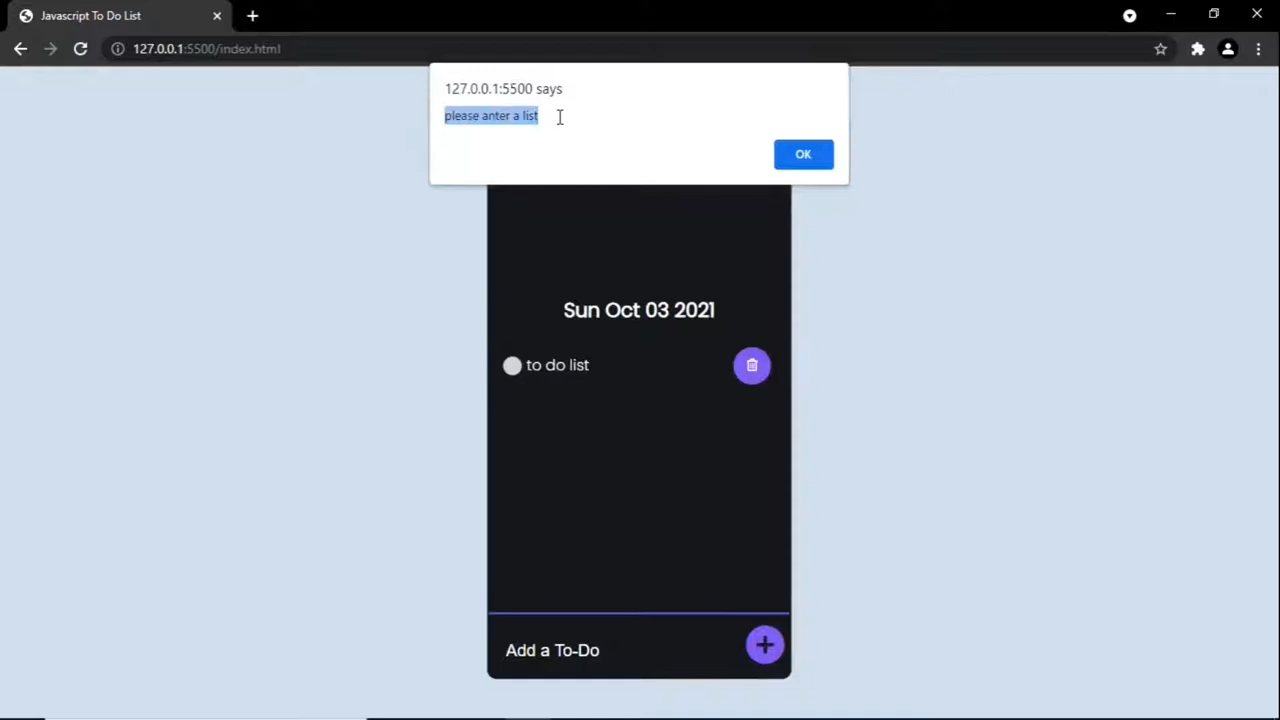 Javascript To Do List
127.0.0.1:5500/index.html
127.0.0.1:5500 says
please anter a list
OK
Sun Oct 03 2021
to do list
Add a To-Do